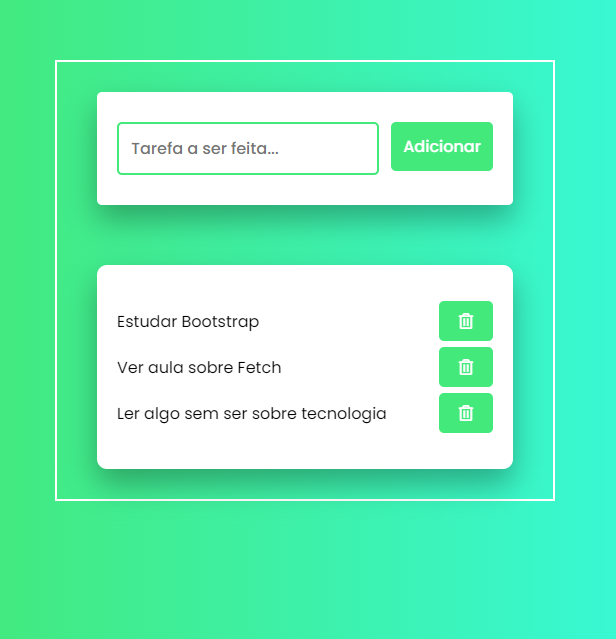 Tarefa a ser feita...
Adicionar
Estudar Bootstrap
Ver aula sobre Fetch
Ler algo sem ser sobre tecnologia